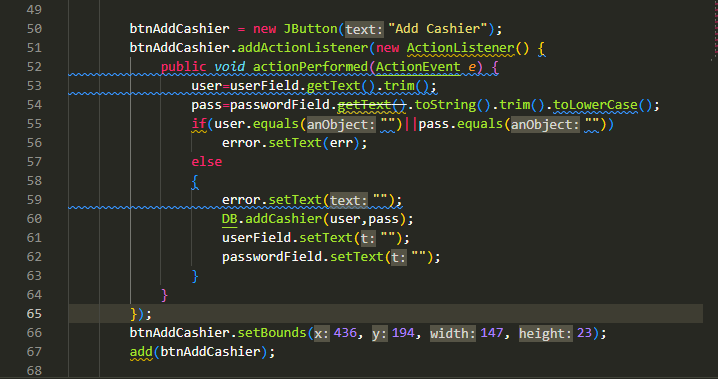 49
50 btnAddCashier = new JButton(text: "Add Cashier");
51 btnAddCashier.addActionListener(new ActionListener() {
52 public void actionPerformed(ActionEvent e) {
53 user=userField.getText().trim();
54 pass=passwordField.getText().toString().trim().toLowerCase();
55 if(user.equals(anObject: "")||pass.equals(anObject: ""))
56 error.setText(err);
57 else
58 {
59 error.setText(text: "");
60 DB.addCashier(user,pass);
61 userField.setText(t: "");
62 passwordField.setText(t: "");
63 }
64 }
65 });
66 btnAddCashier.setBounds(x: 436, y: 194, width: 147, height: 23);
67 add(btnAddCashier);
68